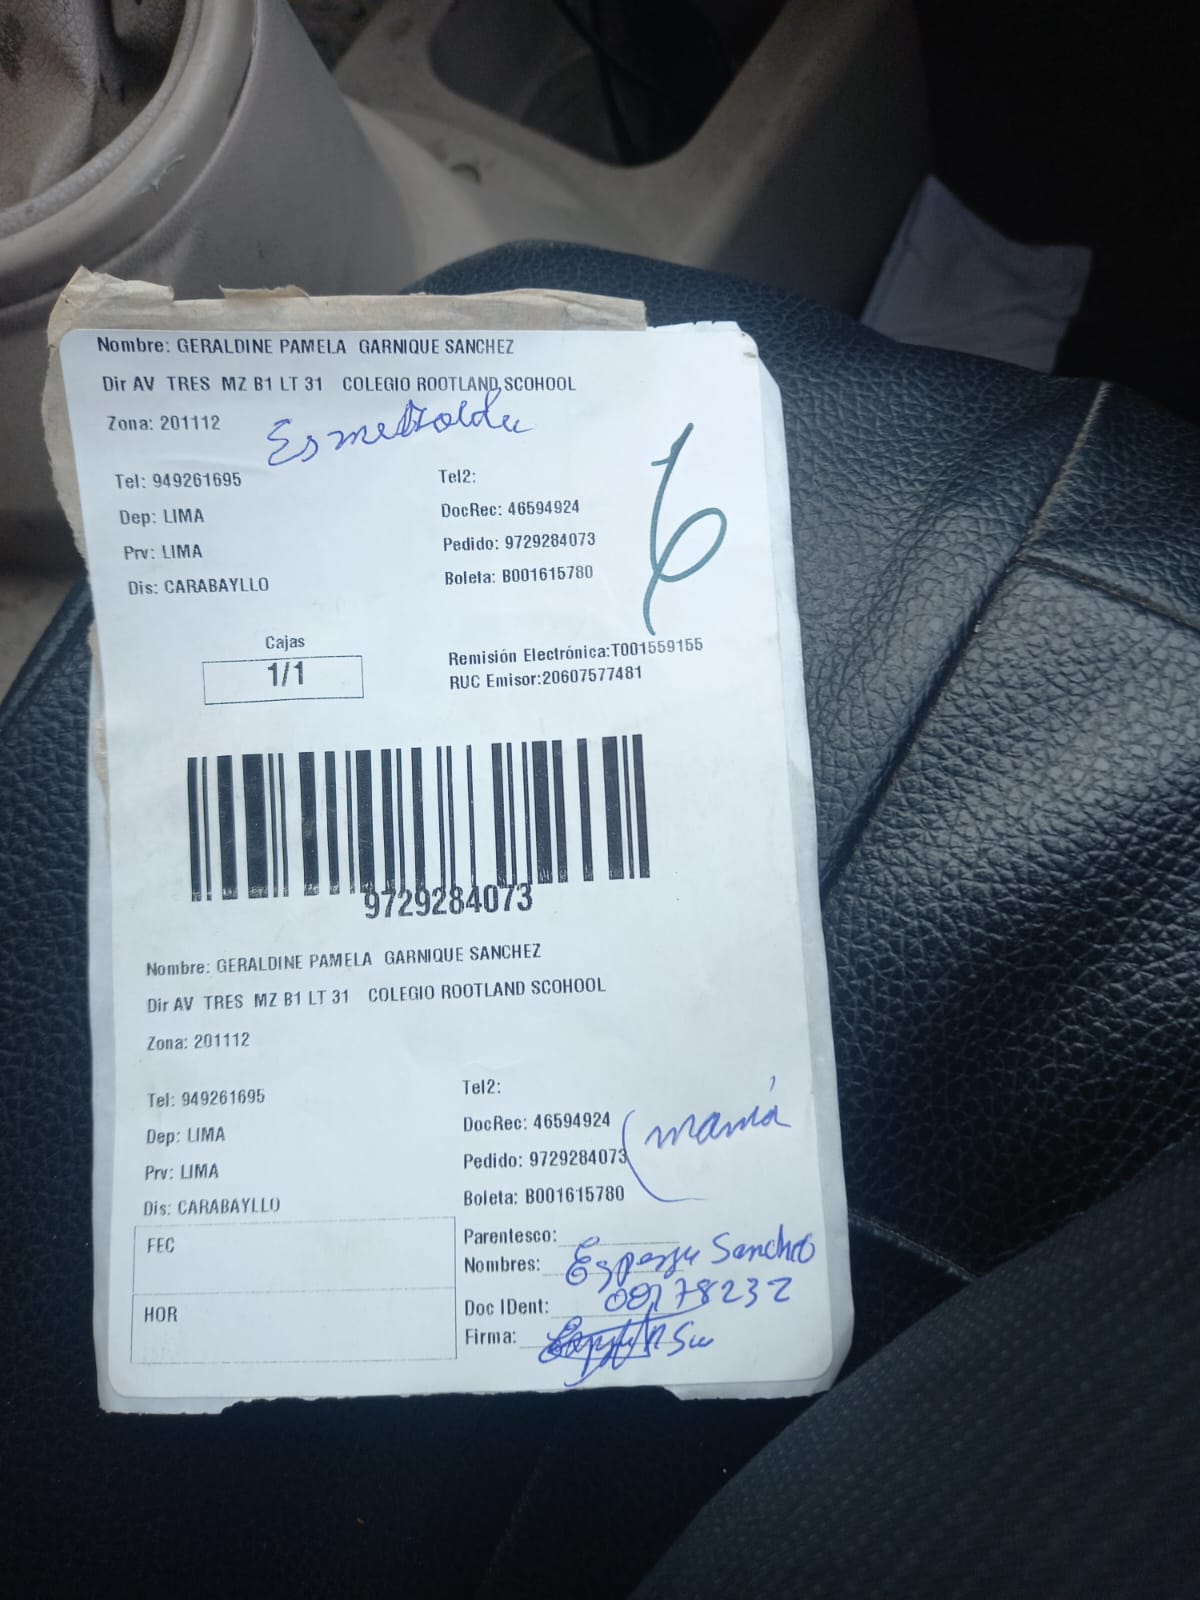 Nombre: GERALDINE PAMELA GARNIQUE SANCHEZ
Dir AV TRES MZ B1 LT 31 COLEGIO ROOTLAND SCOHOOL
Zona: 201112
6
Tel: 949261695 Tel2:
Dep: LIMA DocRec: 46594924
Prv: LIMA Pedido: 9729284073
Dis: CARABAYLLO Boleta: B001615780
Cajas
1/1
Remisión Electrónica:T001559155
RUC Emisor:20607577481
9729284073
Nombre: GERALDINE PAMELA GARNIQUE SANCHEZ
Dir AV TRES MZ B1 LT 31 COLEGIO ROOTLAND SCOHOOL
Zona: 201112
Tel: 949261695 Tel2:
Dep: LIMA DocRec: 46594924
Prv: LIMA Pedido: 9729284073
mamá
Dis: CARABAYLLO Boleta: B001615780
FEC
HOR
Parentesco:
Nombres:
Doc IDent:
Firma: